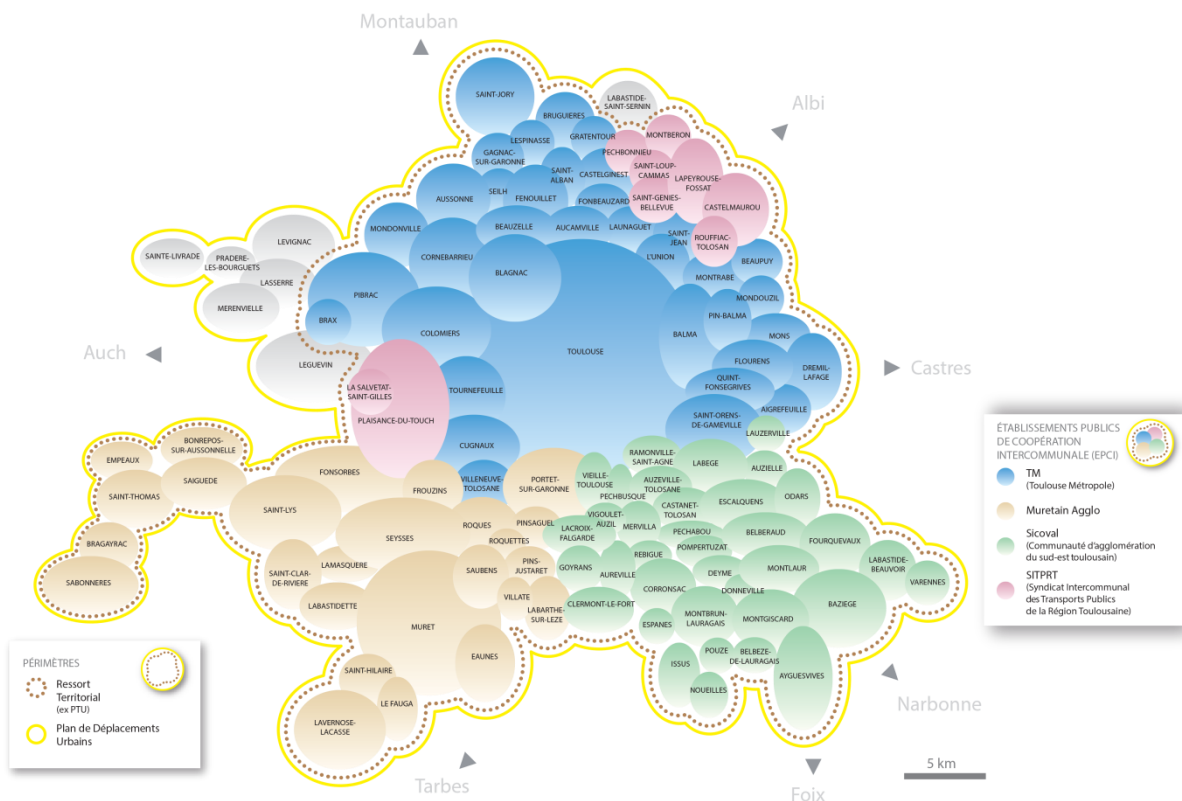 Montauban
Albi
SAINT-JORY
LABASTIDE-
SAINT-SERNIN
BRUGUIERES
LESPINASSE
GRATENTOUR
MONTBERON
PECHBONNIEU
GAGNAC-
SUR-GARONNE
SAINT-
ALBAN
CASTELGINEST
SAINT-LOUP-
CAMMAS
LAPEYROUSE-
FOSSAT
AUSSONNE
SEILH
FENOUILLET
FONBEAUZARD
SAINT-GENIES-
BELLEVUE
CASTELMAUROU
MONDONVILLE
BEAUZELLE
AUCAMVILLE
LAUNAGUET
SAINT-
JEAN
ROUFFIAC-
TOLOSAN
LEVIGNAC
SAINTE-LIVRADE
PRADERE-
LES-BOURGUETS
CORNEBARRIEU
BLAGNAC
L'UNION
BEAUPUY
LASSERRE
MONTRABE
MERENVIELLE
PIBRAC
MONDOUZIL
BRAX
COLOMIERS
BALMA
PIN-BALMA
MONS
Auch
TOULOUSE
LEGUEVIN
FLOURENS
DREMIL-
LAFAGE
Castres
LA SALVETAT-
SAINT-GILLES
TOURNEFEUILLE
QUINT-
FONSEGRIVES
PLAISANCE-DU-TOUCH
SAINT-ORENS-
DE-GAMEVILLE
AIGREFEUILLE
LAUZERVILLE
BONREPOS-
SUR-AUSSONNELLE
CUGNAUX
EMPEAUX
RAMONVILLE-
SAINT-AGNE
LABEGE
AUZIELLE
FONSORBES
SAIGUEDE
VILLENEUVE-
TOLOSANE
PORTET-
SUR-GARONNE
VIEILLE-
TOULOUSE
AUZEVILLE-
TOLOSANE
FROUZINS
SAINT-THOMAS
PECHBUSQUE
ESCALQUENS
ODARS
SAINT-LYS
CASTANET-
TOLOSAN
VIGOULET-
AUZIL
ROQUES
PINSAGUEL
LACROIX-
FALGARDE
MERVILLA
PECHABOU
BELBERAUD
SEYSSES
ROQUETTES
FOURQUEVAUX
BRAGAYRAC
POMPERTUZAT
REBIGUE
LABASTIDE-
BEAUVOIR
LAMASQUERE
SAUBENS
PINS-
JUSTARET
GOYRANS
AUREVILLE
DEYME
MONTLAUR
VARENNES
SAINT-CLAR-
DE-RIVIERE
SABONNERES
CORRONSAC
DONNEVILLE
VILLATE
LABASTIDETTE
LABARTHE-
SUR-LEZE
CLERMONT-LE-FORT
BAZIEGE
MONTBRUN-
LAURAGAIS
MONTGISCARD
MURET
ESPANES
EAUNES
ISSUS
POUZE
BELBEZE-
DE-LAURAGAIS
SAINT-HILAIRE
AYGUESVIVES
NOUEILLES
LE FAUGA
LAVERNOSE-
LACASSE
Narbonne
Tarbes
Foix
5 km
PÉRIMÈTRES
Ressort
Territorial
(ex PTU)
Plan de Déplacements
Urbains
ÉTABLISSEMENTS PUBLICS
DE COOPÉRATION
INTERCOMMUNALE (EPCI)
TM
(Toulouse Métropole)
Muretain Agglo
Sicoval
(Communauté d'agglomération
du sud-est toulousain)
SITPRT
(Syndicat Intercommunal
des Transports Publics
de la Région Toulousaine)